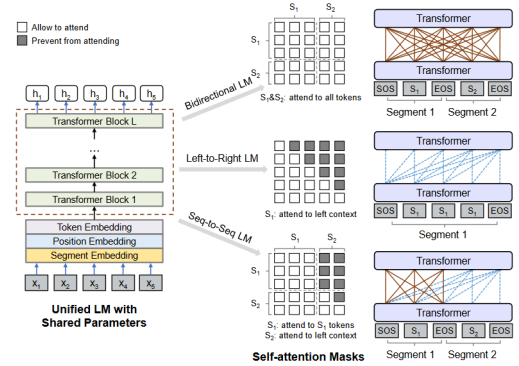 Allow to attend
Prevent from attending
h1 h2 h3 h4 h5
Transformer Block L
...
Transformer Block 2
Transformer Block 1
Token Embedding
Position Embedding
Segment Embedding
x1 x2 x3 x4 x5
Unified LM with
Shared Parameters
Bidirectional LM
Left-to-Right LM
Seq-to-Seq LM
S1 S2
S1
S2
S1&S2: attend to all tokens
S1: attend to left context
S1 S2
S1
S2
S1: attend to S1 tokens
S2: attend to left context
Self-attention Masks
Transformer
Transformer
SOS S1 EOS S2 EOS
Segment 1 Segment 2
Transformer
Transformer
SOS S1 S1 S1 EOS
Segment 1
Transformer
Transformer
SOS S1 EOS S2 EOS
Segment 1 Segment 2